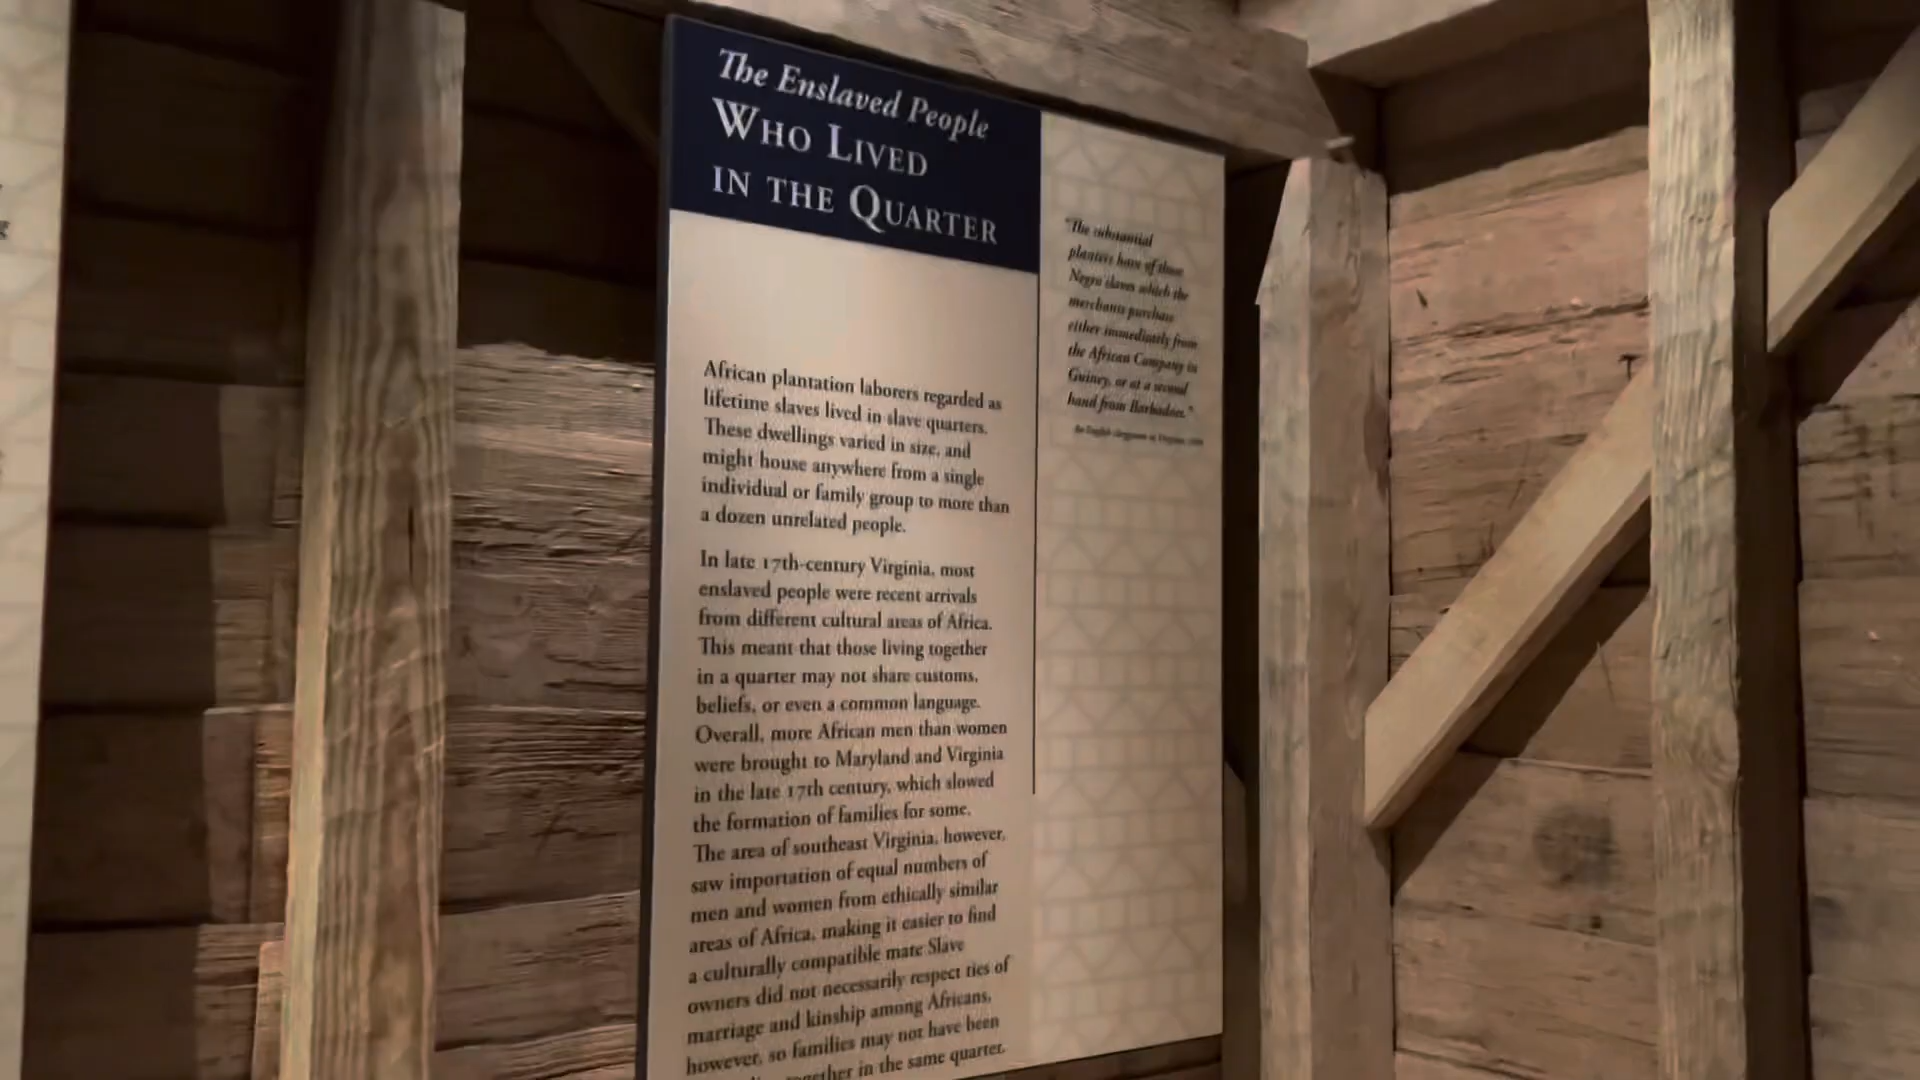 The Enslaved People
WHO LIVED
IN THE QUARTER
African plantation laborers regarded as
lifetime slaves lived in slave quarters.
These dwellings varied in size, and
might house anywhere from a single
individual or family group to more than
a dozen unrelated people.
In late 17th-century Virginia, most
enslaved people were recent arrivals
from different cultural areas of Africa.
This meant that those living together
in a quarter may not share customs,
beliefs, or even a common language.
Overall, more African men than women
were brought to Maryland and Virginia
in the late 17th century, which slowed
the formation of families for some.
The area of southeast Virginia, however,
saw importation of equal numbers of
men and women from ethically similar
areas of Africa, making it easier to find
a culturally compatible mate Slave
owners did not necessarily respect ties of
marriage and kinship among Africans,
however, so families may not have been
together in the same quarter.
"The substantial
planters have of those
Negro slaves which the
merchants purchase
either immediately from
the African Company in
Guiney, or at a second
hand from Barbadoes."
An English clergyman in Virginia